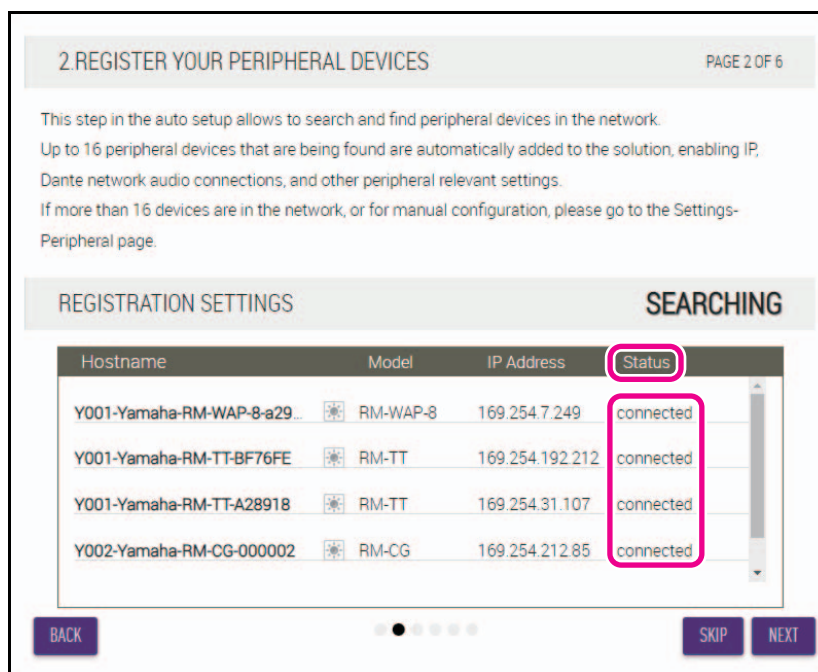 2.REGISTER YOUR PERIPHERAL DEVICES PAGE 2 OF 6
This step in the auto setup allows to search and find peripheral devices in the network.
Up to 16 peripheral devices that are being found are automatically added to the solution, enabling IP,
Dante network audio connections, and other peripheral relevant settings.
If more than 16 devices are in the network, or for manual configuration, please go to the Settings-
Peripheral page.
REGISTRATION SETTINGS SEARCHING
Hostname Model IP Address Status
Y001-Yamaha-RM-WAP-8-a29... RM-WAP-8 169.254.7.249 connected
Y001-Yamaha-RM-TT-BF76FE RM-TT 169.254.192.212 connected
Y001-Yamaha-RM-TT-A28918 RM-TT 169.254.31.107 connected
Y002-Yamaha-RM-CG-000002 RM-CG 169.254.212.85 connected
BACK SKIP NEXT